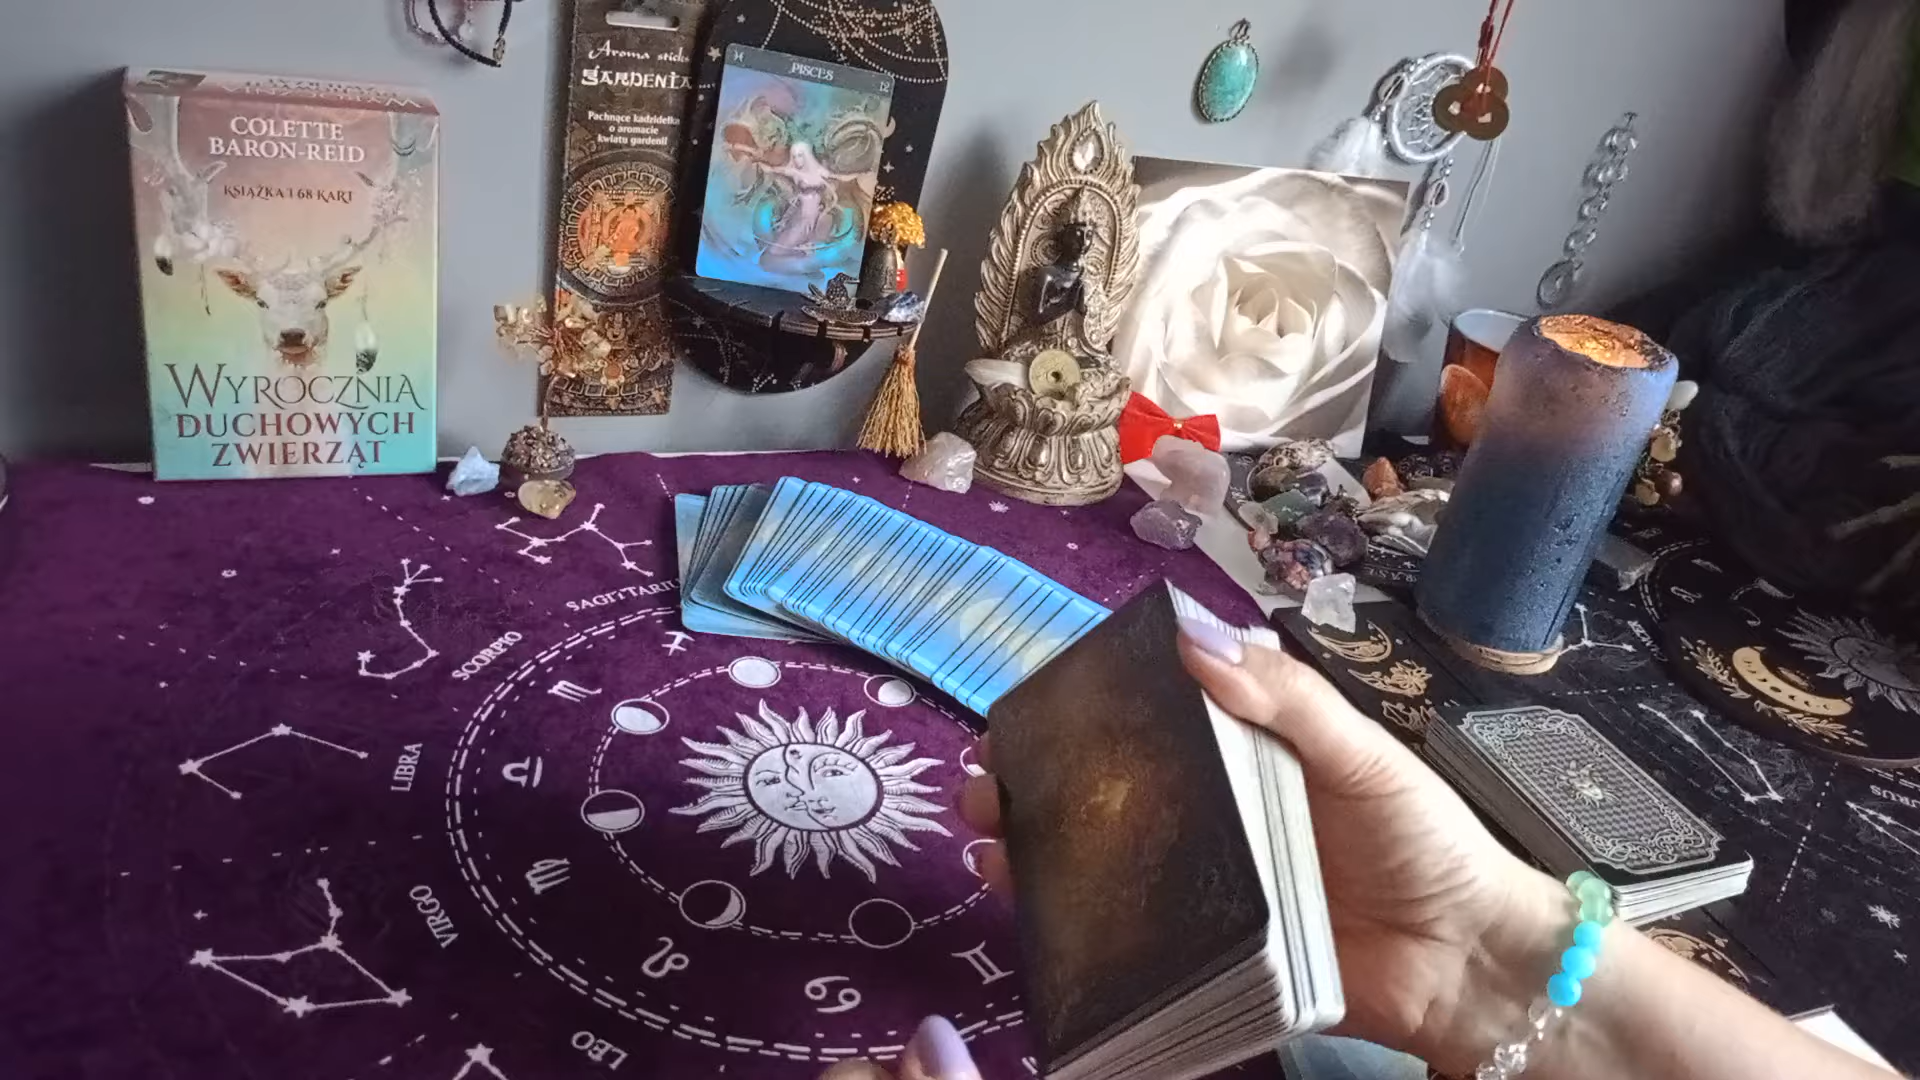 COLETTE
BARON-REID
KSIĄŻKA I 68 KART
WYROCZNIA
DUCHOWYCH
ZWIERZĄT
Aroma sticks
GARDENIA
Pachnące kadzidełka
o aromacie
kwiatu gardenii
PISCES
12
SAGITTARIUS
SCORPIO
LIBRA
VIRGO
LEO